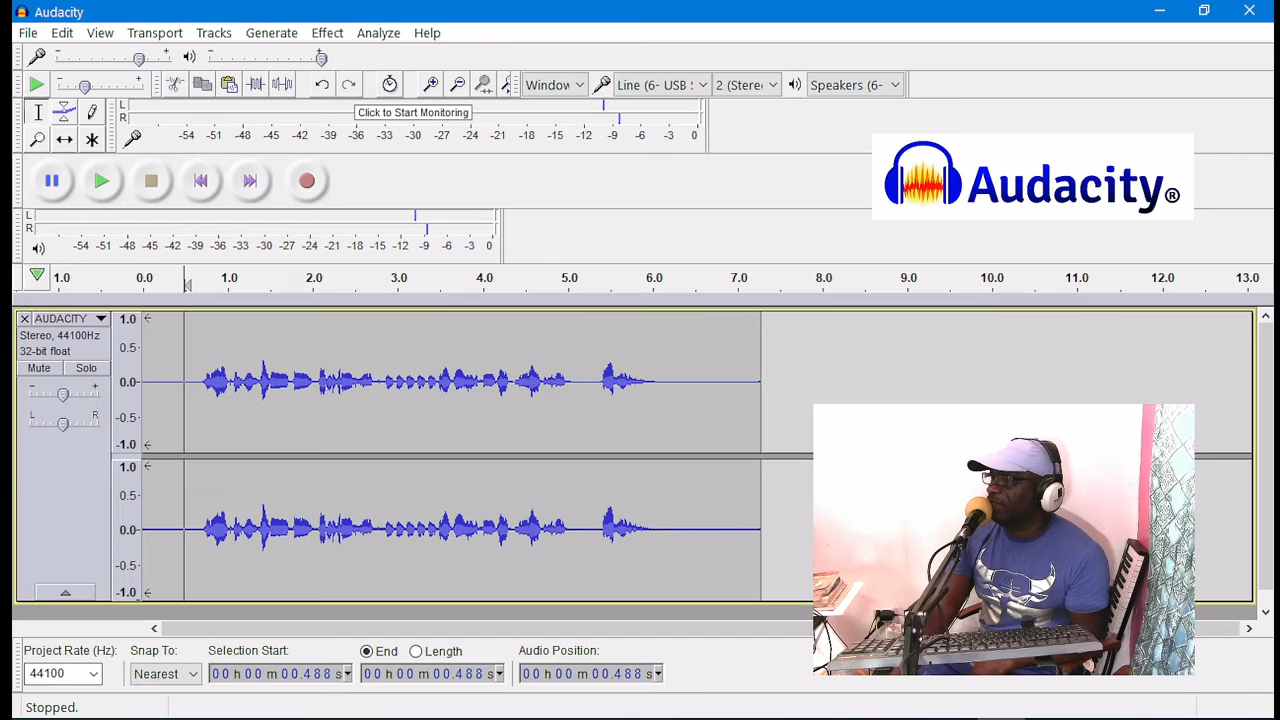 Audacity
File Edit View Transport Tracks Generate Effect Analyze Help
- + - +
- + Window Line (6- USB S 2 (Stereo Speakers (6-
L
R
Click to Start Monitoring
-54 -51 -48 -45 -42 -39 -36 -33 -30 -27 -24 -21 -18 -15 -12 -9 -6 -3 0
Audacity®
L
R
-54 -51 -48 -45 -42 -39 -36 -33 -30 -27 -24 -21 -18 -15 -12 -9 -6 -3 0
1.0 0.0 1.0 2.0 3.0 4.0 5.0 6.0 7.0 8.0 9.0 10.0 11.0 12.0 13.0
AUDACITY
Stereo, 44100Hz
32-bit float
Mute Solo
- +
L R
1.0
0.5
0.0
-0.5
-1.0
1.0
0.5
0.0
-0.5
-1.0
Project Rate (Hz): Snap To: Selection Start: End Length Audio Position:
44100 Nearest 00 h 00 m 00.488 s 00 h 00 m 00.488 s 00 h 00 m 00.488 s
Stopped.